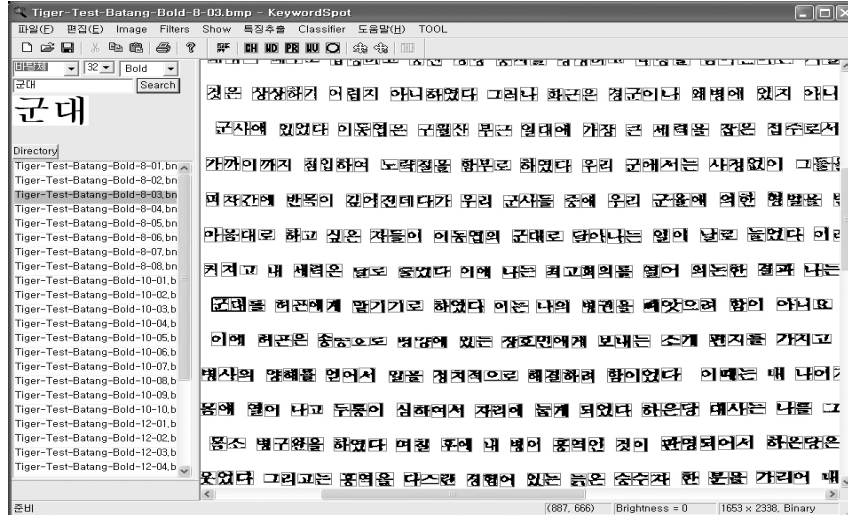 Tiger-Test-Batang-Bold-8-03.bmp - KeywordSpot
파일(F) 편집(E) Image Filters Show 특징추출 Classifier 도움말(H) TOOL
CH WD PR WU
바탕체 32 Bold
군대 Search
군대
Directory
Tiger-Test-Batang-Bold-8-01.bn
Tiger-Test-Batang-Bold-8-02.bn
Tiger-Test-Batang-Bold-8-03.bn
Tiger-Test-Batang-Bold-8-04.bn
Tiger-Test-Batang-Bold-8-05.bn
Tiger-Test-Batang-Bold-8-06.bn
Tiger-Test-Batang-Bold-8-07.bn
Tiger-Test-Batang-Bold-8-08.bn
Tiger-Test-Batang-Bold-10-01.b
Tiger-Test-Batang-Bold-10-02.b
Tiger-Test-Batang-Bold-10-03.b
Tiger-Test-Batang-Bold-10-04.b
Tiger-Test-Batang-Bold-10-05.b
Tiger-Test-Batang-Bold-10-06.b
Tiger-Test-Batang-Bold-10-07.b
Tiger-Test-Batang-Bold-10-08.b
Tiger-Test-Batang-Bold-10-09.b
Tiger-Test-Batang-Bold-10-10.b
Tiger-Test-Batang-Bold-12-01.b
Tiger-Test-Batang-Bold-12-02.b
Tiger-Test-Batang-Bold-12-03.b
Tiger-Test-Batang-Bold-12-04.b
것은 상상하기 어렵지 아니하였다 그러나 화근은 경군이나 왜병에 있지 아니
군사에 있었다 이동엽은 구월산 부근 일대에 가장 큰 세력을 잡은 접주로서
가까이까지 침입하여 노략질을 함부로 하였다 우리 군에서는 사정없이 그들을
피차간에 반목이 깊어진데다가 우리 군사들 중에 우리 군율에 의한 형벌을
마음대로 하고 싶은 자들이 이동엽의 군대로 달아나는 일이 날로 늘었다
커지고 내 세력은 날로 줄었다 이에 나는 최고회의를 열어 의논한 결과 나는
군대를 허곤에게 맡기기로 하였다 이는 나의 병권을 빼앗으려 함이 아니요
이에 허곤은 송종호로 평양에 있는 장호민에게 보내는 소개 편지를 가지고
병사의 양해를 얻어서 일을 정치적으로 해결하려 함이었다 이때는 내 나이
몸에 열이 나고 두통이 심하여서 자리에 눕게 되었다 하은당 대사는 나를
몸소 병구완을 하였다 며칠 후에 내 병이 홍역인 것이 판명되어서 하은당은
웃었다 그리고는 홍역을 다스린 경험이 있는 늙은 승수자 한 분을 가리어 내
준비 (887, 666) Brightness = 0 1653 x 2338, Binary